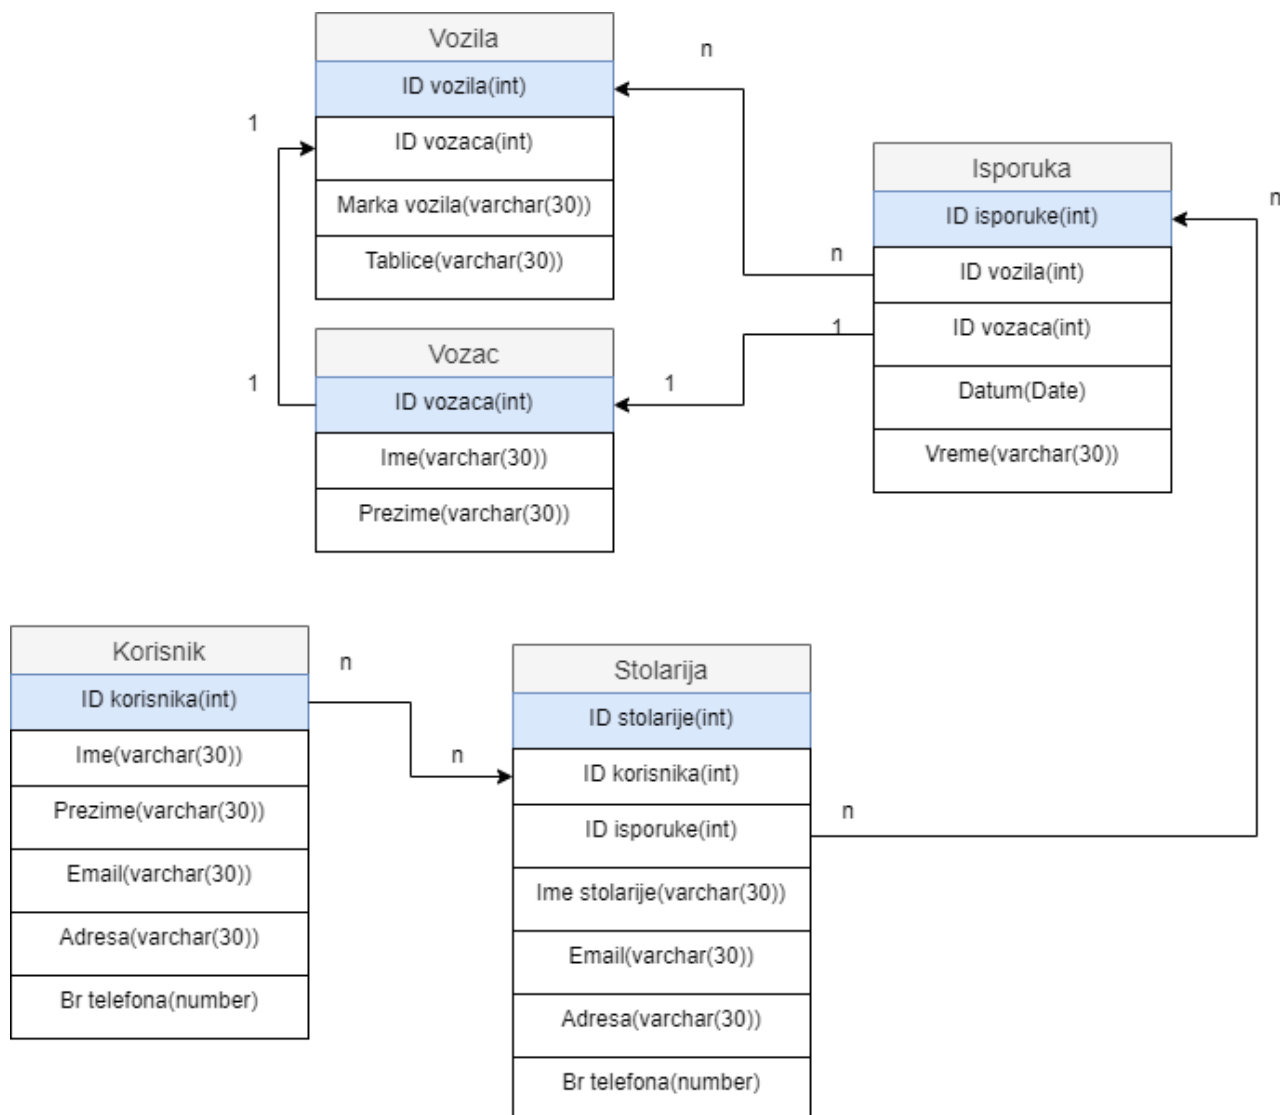 Vozila
ID vozila(int)
ID vozaca(int)
Marka vozila(varchar(30))
Tablice(varchar(30))
1
n
Vozac
ID vozaca(int)
Ime(varchar(30))
Prezime(varchar(30))
1
1
Isporuka
ID isporuke(int)
ID vozila(int)
ID vozaca(int)
Datum(Date)
Vreme(varchar(30))
n
1
n
Korisnik
ID korisnika(int)
Ime(varchar(30))
Prezime(varchar(30))
Email(varchar(30))
Adresa(varchar(30))
Br telefona(number)
n
n
Stolarija
ID stolarije(int)
ID korisnika(int)
ID isporuke(int)
Ime stolarije(varchar(30))
Email(varchar(30))
Adresa(varchar(30))
Br telefona(number)
n